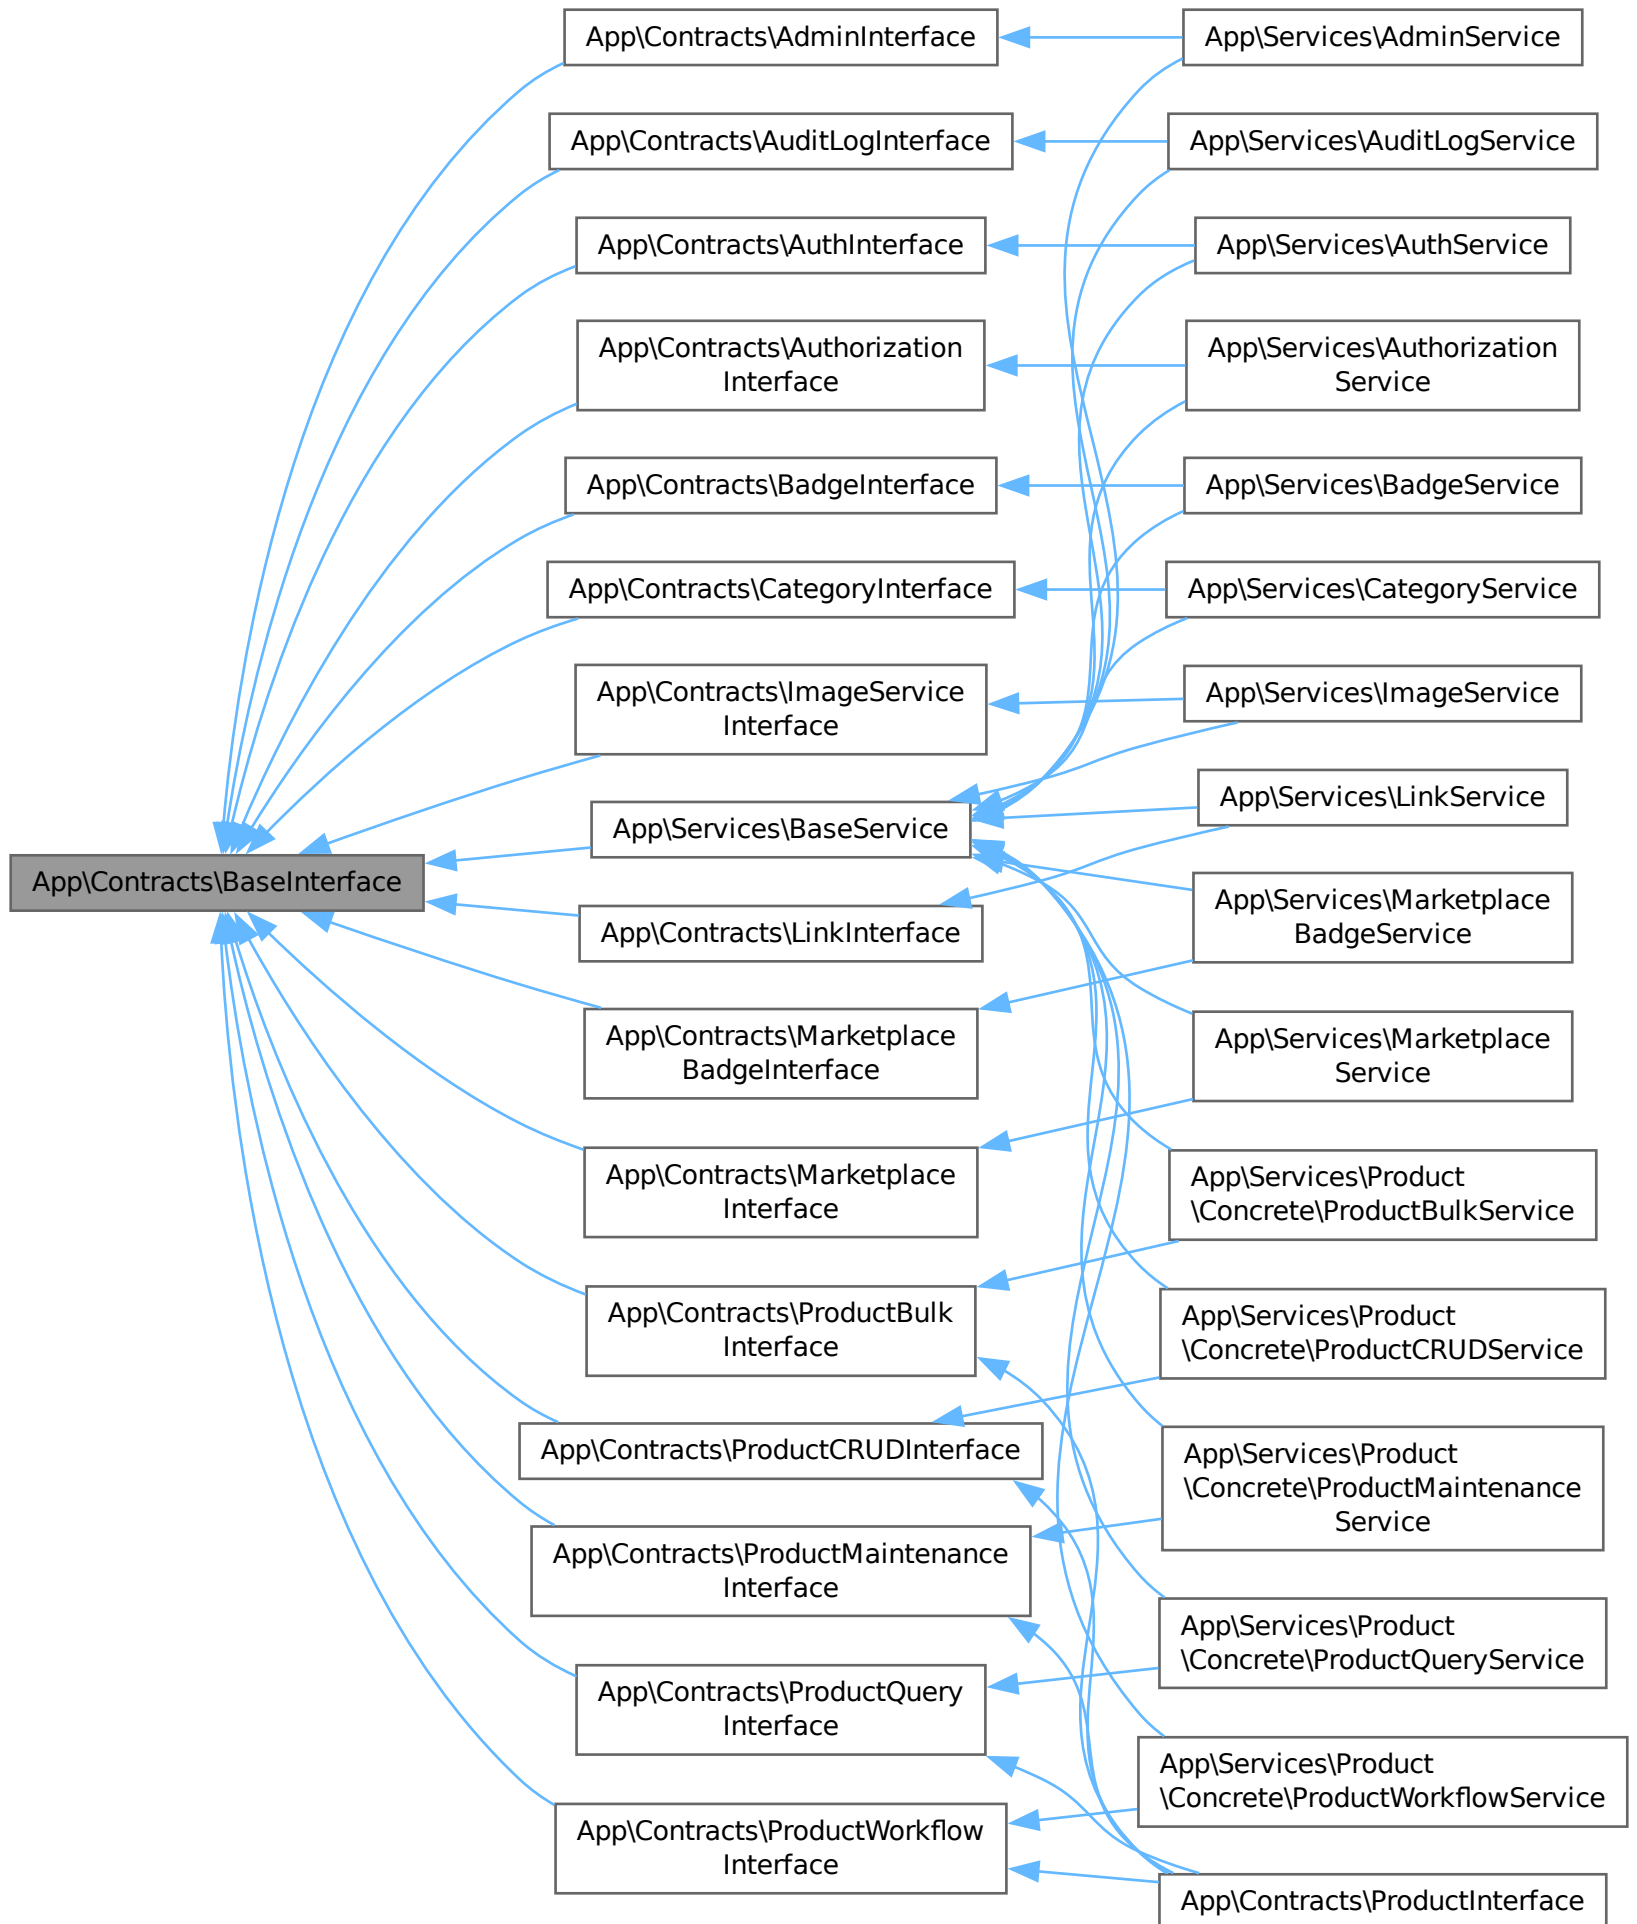 App\Contracts\AdminInterface
App\Services\AdminService
App\Contracts\AuditLogInterface
App\Services\AuditLogService
App\Contracts\AuthInterface
App\Services\AuthService
App\Contracts\Authorization
Interface
App\Services\Authorization
Service
App\Contracts\BadgeInterface
App\Services\BadgeService
App\Contracts\CategoryInterface
App\Services\CategoryService
App\Contracts\ImageService
Interface
App\Services\ImageService
App\Services\BaseService
App\Services\LinkService
App\Contracts\BaseInterface
App\Contracts\LinkInterface
App\Services\Marketplace
BadgeService
App\Contracts\Marketplace
BadgeInterface
App\Services\Marketplace
Service
App\Contracts\Marketplace
Interface
App\Services\Product
\Concrete\ProductBulkService
App\Contracts\ProductBulk
Interface
App\Services\Product
\Concrete\ProductCRUDService
App\Contracts\ProductCRUDInterface
App\Services\Product
\Concrete\ProductMaintenance
Service
App\Contracts\ProductMaintenance
Interface
App\Services\Product
\Concrete\ProductQueryService
App\Contracts\ProductQuery
Interface
App\Services\Product
\Concrete\ProductWorkflowService
App\Contracts\ProductWorkflow
Interface
App\Contracts\ProductInterface